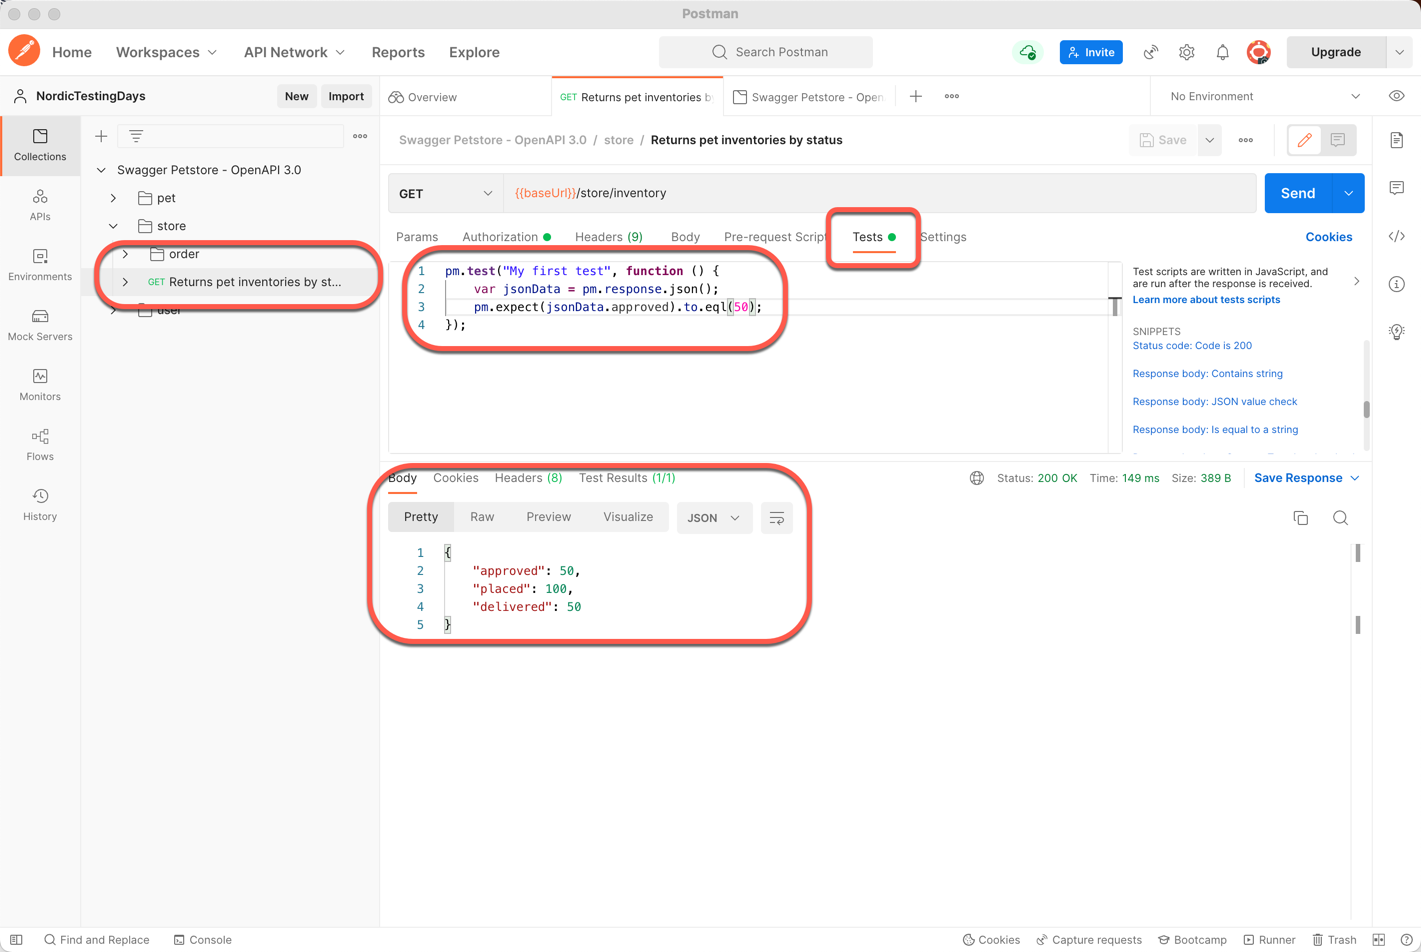 Postman
Home Workspaces API Network Reports Explore Search Postman Invite Upgrade
NordicTestingDays New Import Overview GET Returns pet inventories b Swagger Petstore - Open No Environment
Collections
APIs
Environments
Mock Servers
Monitors
Flows
History
Swagger Petstore - OpenAPI 3.0
pet
store
order
GET Returns pet inventories by st...
user
Swagger Petstore - OpenAPI 3.0 / store / Returns pet inventories by status Save
GET {{baseUrl}}/store/inventory Send
Params Authorization Headers (9) Body Pre-request Script Tests Settings Cookies
1 pm.test("My first test", function () {
2 var jsonData = pm.response.json();
3 pm.expect(jsonData.approved).to.eql(50);
4 });
Test scripts are written in JavaScript, and
are run after the response is received.
Learn more about tests scripts
SNIPPETS
Status code: Code is 200
Response body: Contains string
Response body: JSON value check
Response body: Is equal to a string
Body Cookies Headers (8) Test Results (1/1) Status: 200 OK Time: 149 ms Size: 389 B Save Response
Pretty Raw Preview Visualize JSON
1 {
2 "approved": 50,
3 "placed": 100,
4 "delivered": 50
5 }
Find and Replace Console Cookies Capture requests Bootcamp Runner Trash